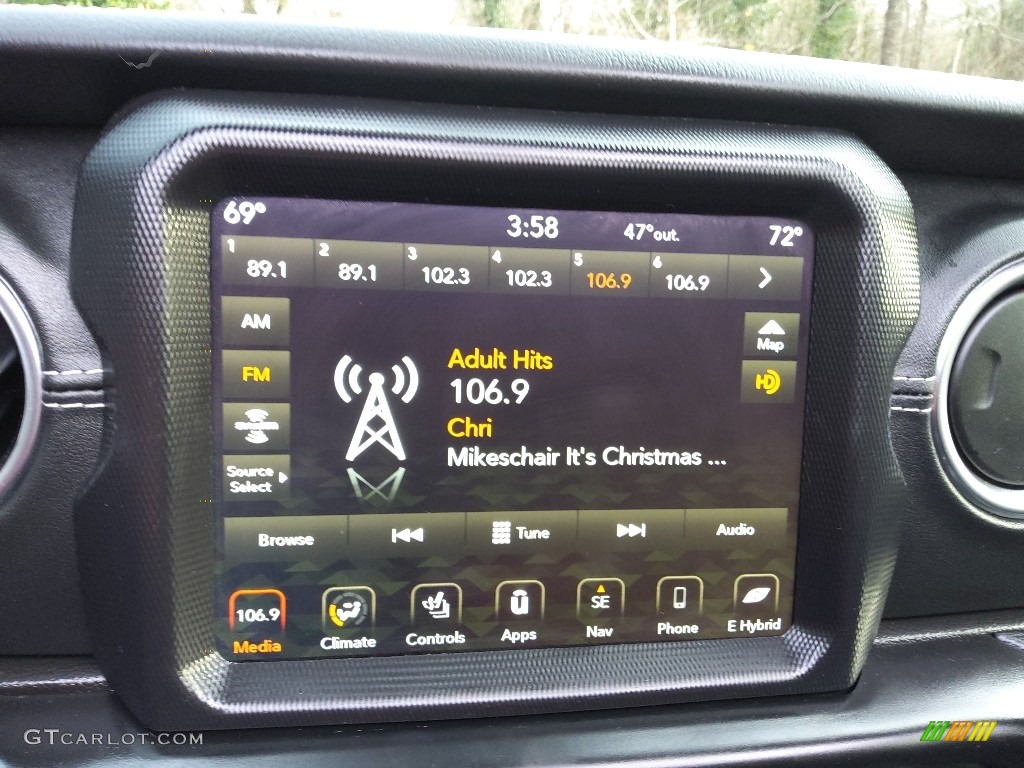 69° 3:58 47°out. 72°
1 2 3 4 5 6
89.1 89.1 102.3 102.3 106.9 106.9
AM
Map
Adult Hits
FM
HD
106.9
Chri
Mikeschair It's Christmas ...
Source
Select
Browse Tune Audio
106.9 SE
Media Climate Controls Apps Nav Phone E Hybrid
GTCARLOT.COM